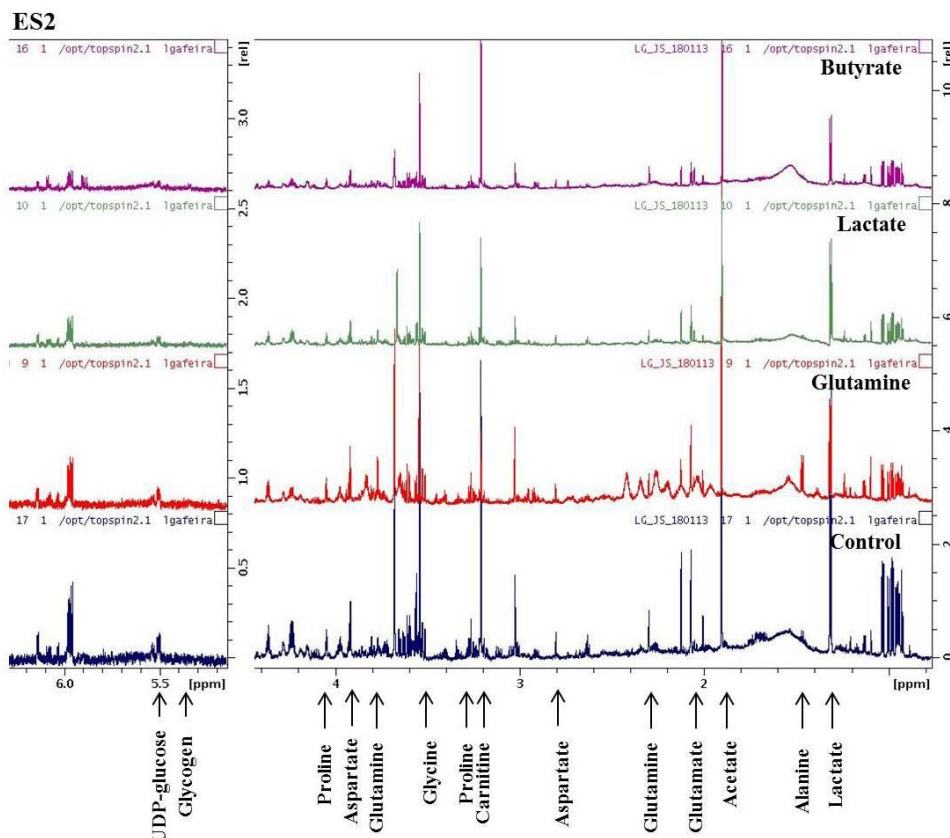 ES2
16 1 /opt/topspin2.1 lgafeira
LG_JS_180113 16 1 /opt/topspin2.1 lgafeira
Butyrate
[rel]
[rel]
3.0
10
10 1 /opt/topspin2.1 lgafeira
LG_JS_180113 10 1 /opt/topspin2.1 lgafeira
Lactate
2.5
8
2.0
6
9 1 /opt/topspin2.1 lgafeira
LG_JS_180113 9 1 /opt/topspin2.1 lgafeira
Glutamine
1.5
1.0
4
17 1 /opt/topspin2.1 lgafeira
LG_JS_180113 17 1 /opt/topspin2.1 lgafeira
Control
0.5
2
0
6.0 5.5 [ppm]
4 3 2 [ppm]
UDP-glucose
Glycogen
Proline
Aspartate
Glutamine
Glycine
Proline
Carnitine
Aspartate
Glutamine
Glutamate
Acetate
Alanine
Lactate